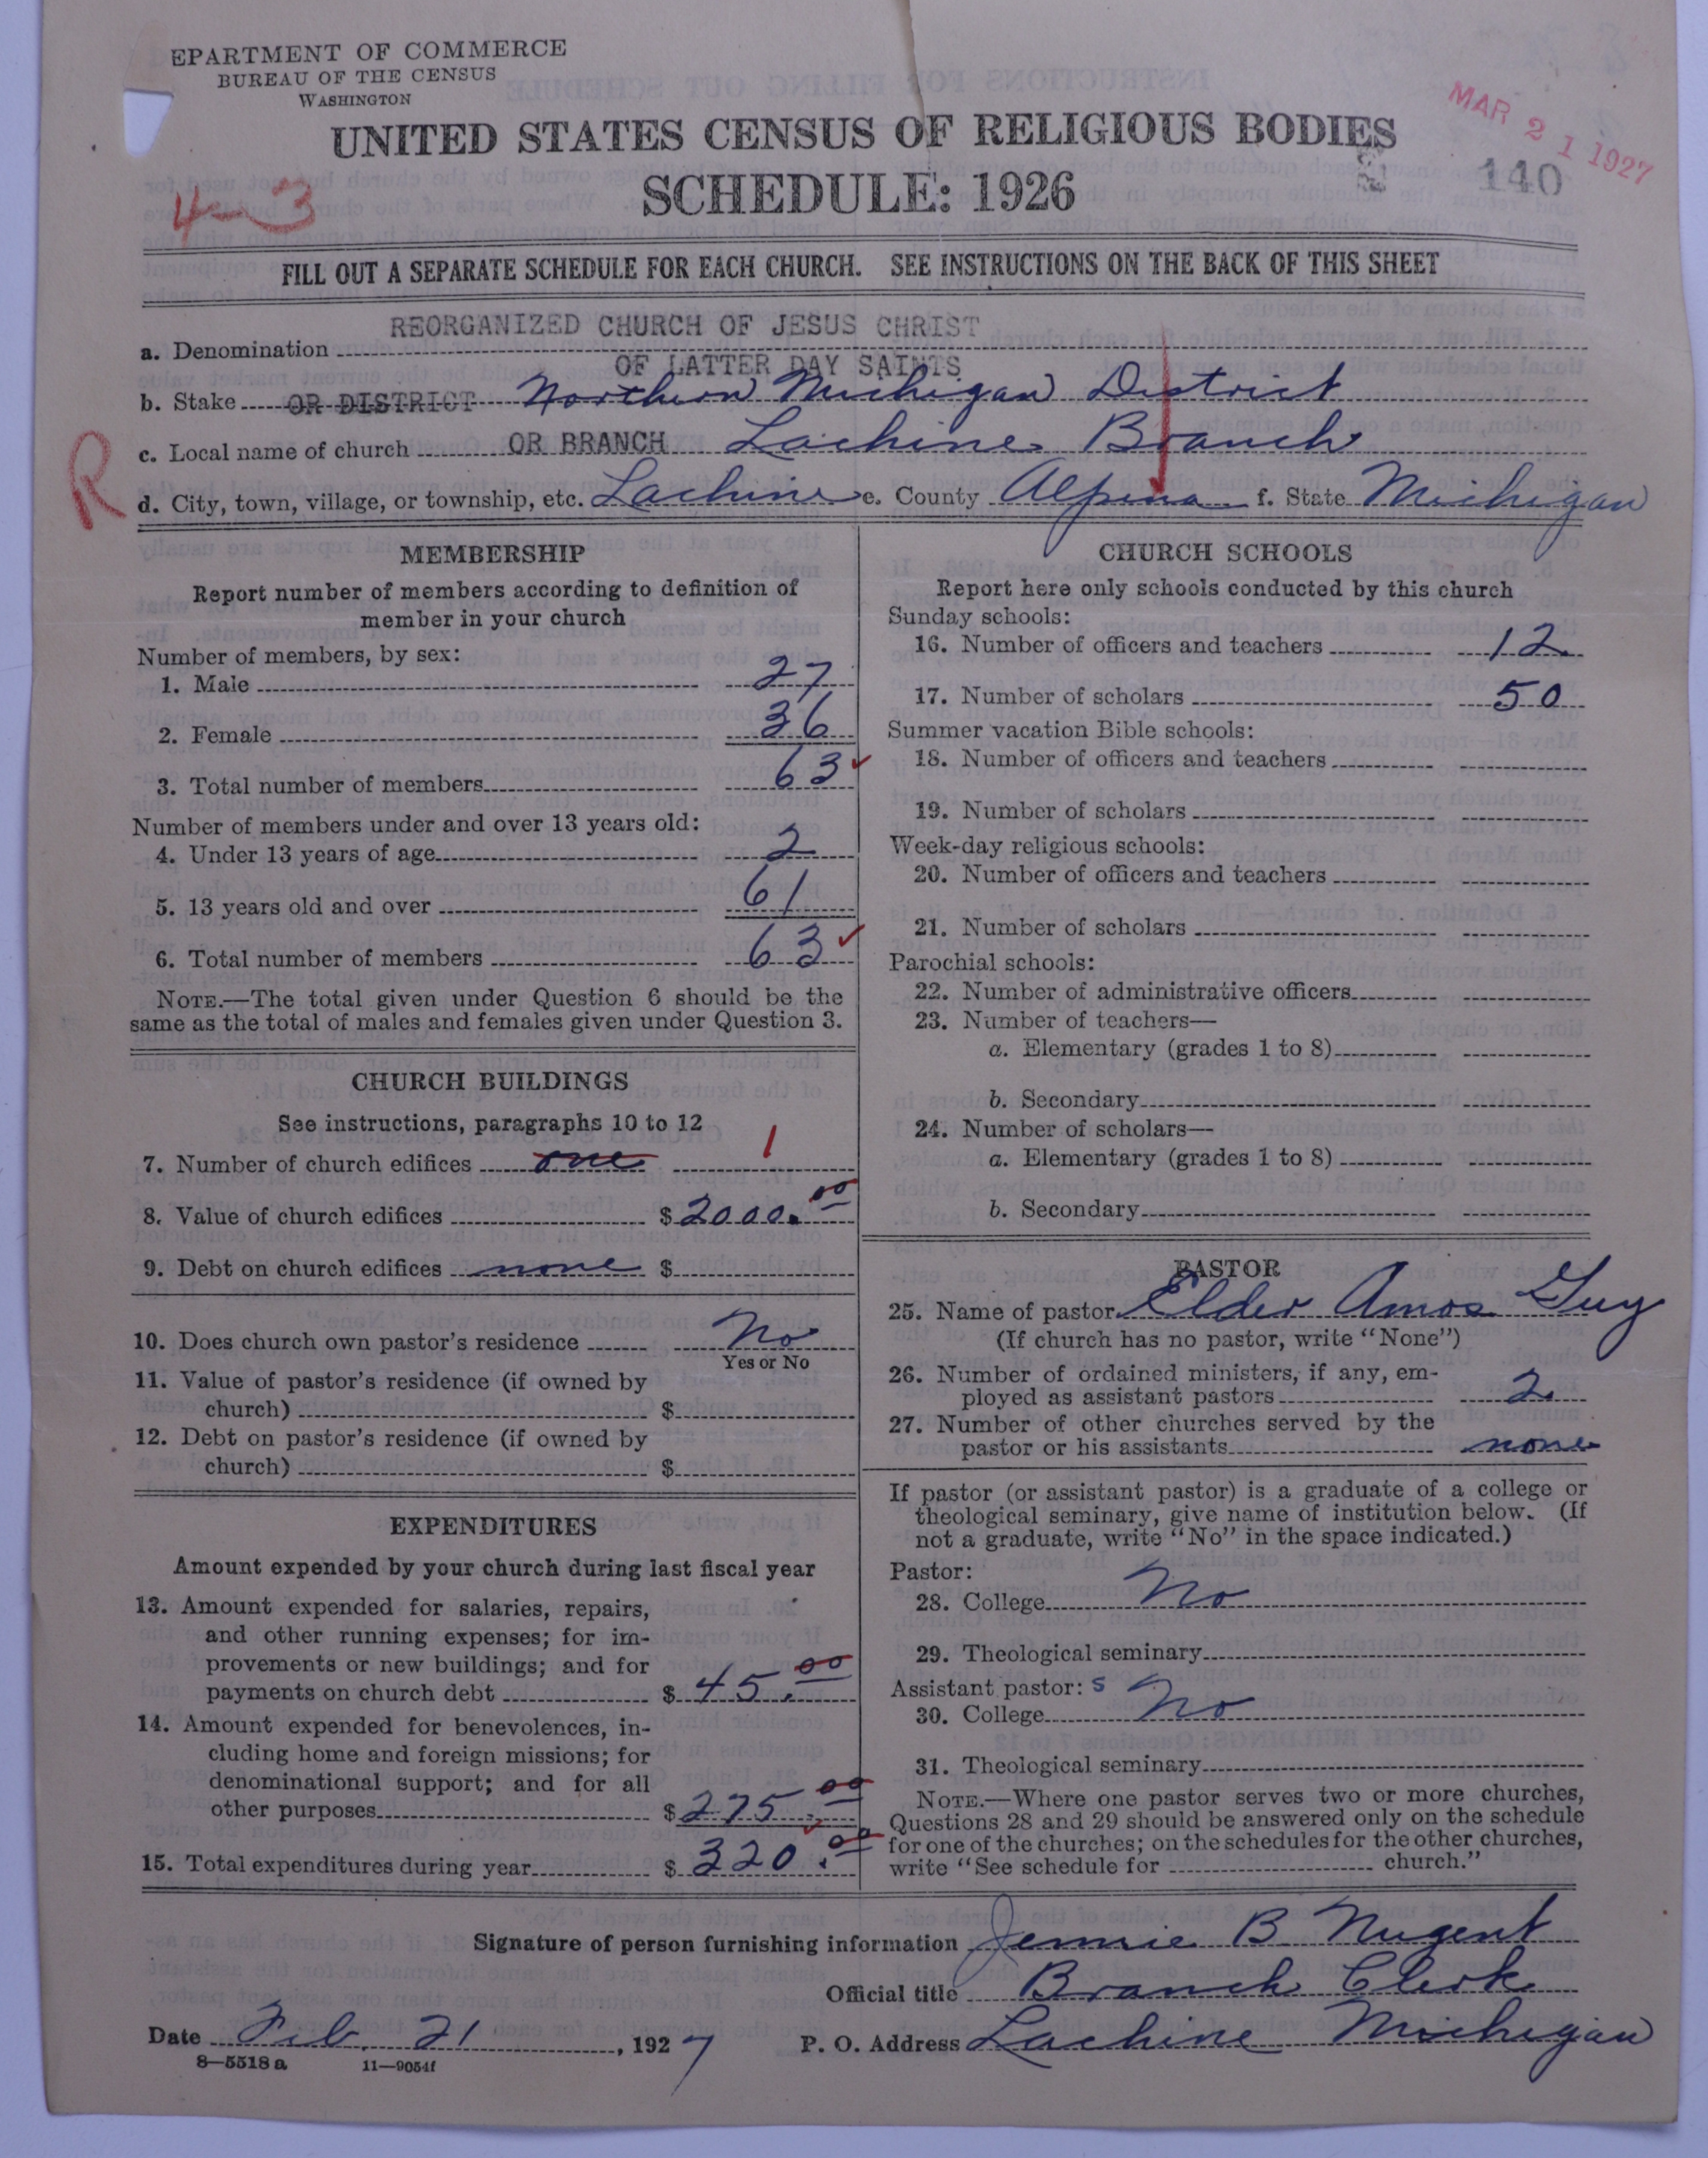 EPARTMENT OF COMMERCE
BUREAU OF THE CENSUS
WASHINGTON
UNITED STATES CENSUS OF RELIGIOUS BODIES
SCHEDULE: 1926
MAR 21 1927
140
4-3
FILL OUT A SEPARATE SCHEDULE FOR EACH CHURCH. SEE INSTRUCTIONS ON THE BACK OF THIS SHEET
REORGANIZED CHURCH OF JESUS CHRIST
a. Denomination
OF LATTER DAY SAINTS
b. Stake OR DISTRICT Northern Michigan District
R
c. Local name of church OR BRANCH Lachine Branch
d. City, town, village, or township, etc. Lachine e. County Alpena f. State Michigan
MEMBERSHIP
Report number of members according to definition of
member in your church
Number of members, by sex:
1. Male 27
2. Female 36
3. Total number of members 63
Number of members under and over 13 years old:
4. Under 13 years of age 2
5. 13 years old and over 61
6. Total number of members 63
NOTE.—The total given under Question 6 should be the
same as the total of males and females given under Question 3.
CHURCH BUILDINGS
See instructions, paragraphs 10 to 12
7. Number of church edifices one 1
8. Value of church edifices $2000.00
9. Debt on church edifices none $
10. Does church own pastor's residence No
Yes or No
11. Value of pastor's residence (if owned by
church) $
12. Debt on pastor's residence (if owned by
church) $
EXPENDITURES
Amount expended by your church during last fiscal year
13. Amount expended for salaries, repairs,
and other running expenses; for im-
provements or new buildings; and for
payments on church debt $45.00
14. Amount expended for benevolences, in-
cluding home and foreign missions; for
denominational support; and for all
other purposes $275.00
15. Total expenditures during year $320.00
CHURCH SCHOOLS
Report here only schools conducted by this church
Sunday schools:
16. Number of officers and teachers 12
17. Number of scholars 50
Summer vacation Bible schools:
18. Number of officers and teachers
19. Number of scholars
Week-day religious schools:
20. Number of officers and teachers
21. Number of scholars
Parochial schools:
22. Number of administrative officers
23. Number of teachers—
a. Elementary (grades 1 to 8)
b. Secondary
24. Number of scholars—
a. Elementary (grades 1 to 8)
b. Secondary
PASTOR
25. Name of pastor Elder Amos Guy
(If church has no pastor, write "None")
26. Number of ordained ministers, if any, em-
ployed as assistant pastors 2
27. Number of other churches served by the
pastor or his assistants none
If pastor (or assistant pastor) is a graduate of a college or
theological seminary, give name of institution below. (If
not a graduate, write "No" in the space indicated.)
Pastor:
28. College No
29. Theological seminary
Assistant pastor: s
30. College No
31. Theological seminary
NOTE.—Where one pastor serves two or more churches,
Questions 28 and 29 should be answered only on the schedule
for one of the churches; on the schedules for the other churches,
write "See schedule for church."
Signature of person furnishing information Jennie B Nugent
Official title Branch Clerk
Date Feb. 21, 1927 P. O. Address Lachine Michigan
8—5518 a 11—9054f